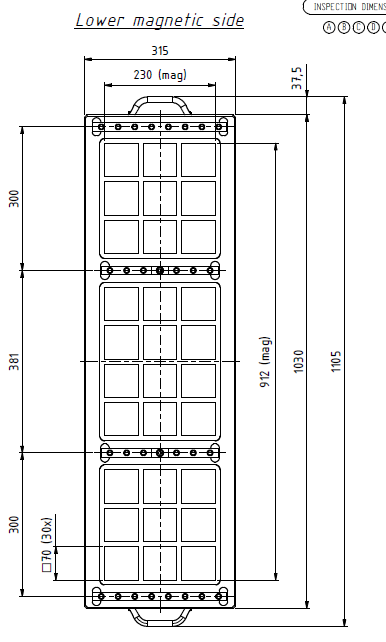 INSPECTION DIMENS
Lower magnetic side
A B C D
315
230 (mag)
37,5
300
381
300
912 (mag)
1030
1105
□70 (30x)